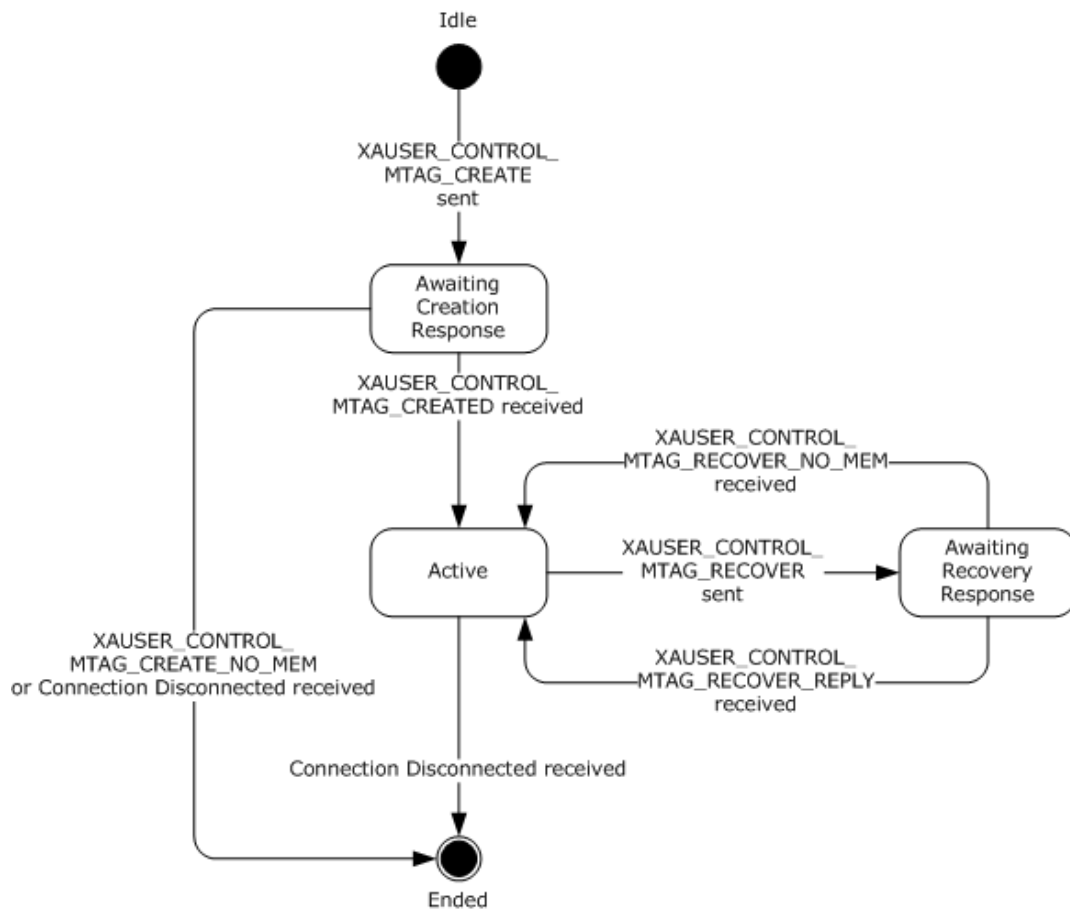 Idle
XAUSER_CONTROL_
MTAG_CREATE
sent
Awaiting
Creation
Response
XAUSER_CONTROL_
MTAG_CREATED received
XAUSER_CONTROL_
MTAG_RECOVER_NO_MEM
received
Active
XAUSER_CONTROL_
MTAG_RECOVER
sent
Awaiting
Recovery
Response
XAUSER_CONTROL_
MTAG_CREATE_NO_MEM
or Connection Disconnected received
XAUSER_CONTROL_
MTAG_RECOVER_REPLY
received
Connection Disconnected received
Ended